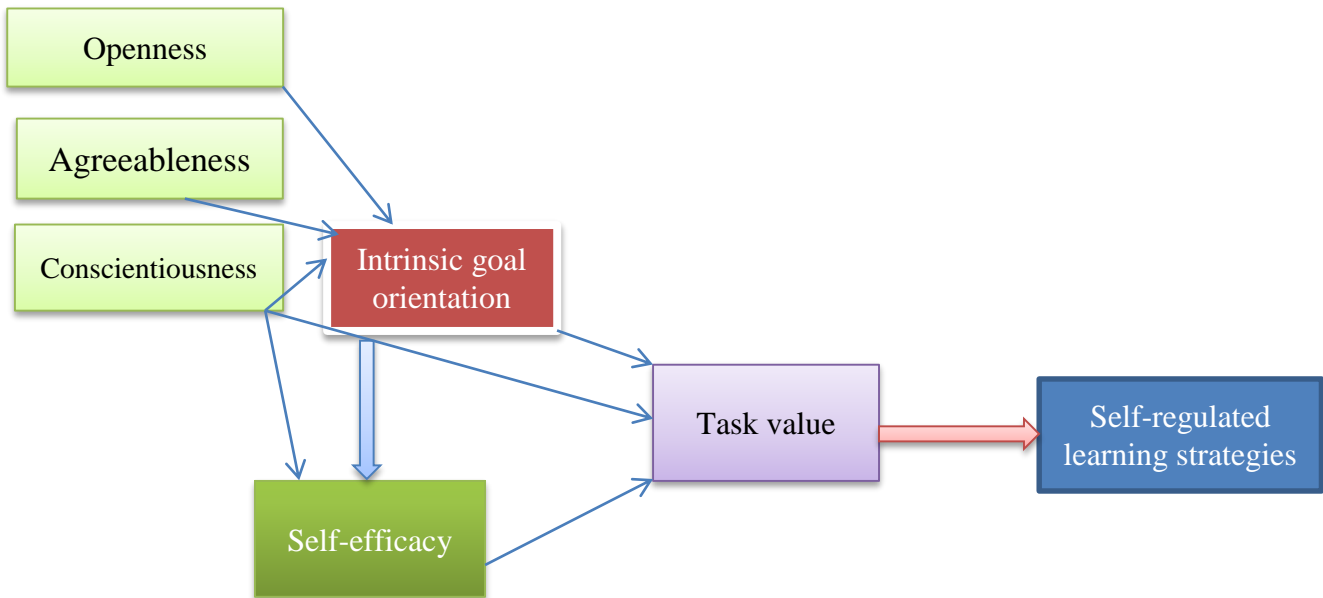 Openness
Agreeableness
Conscientiousness
Intrinsic goal
orientation
Task value
Self-regulated
learning strategies
Self-efficacy